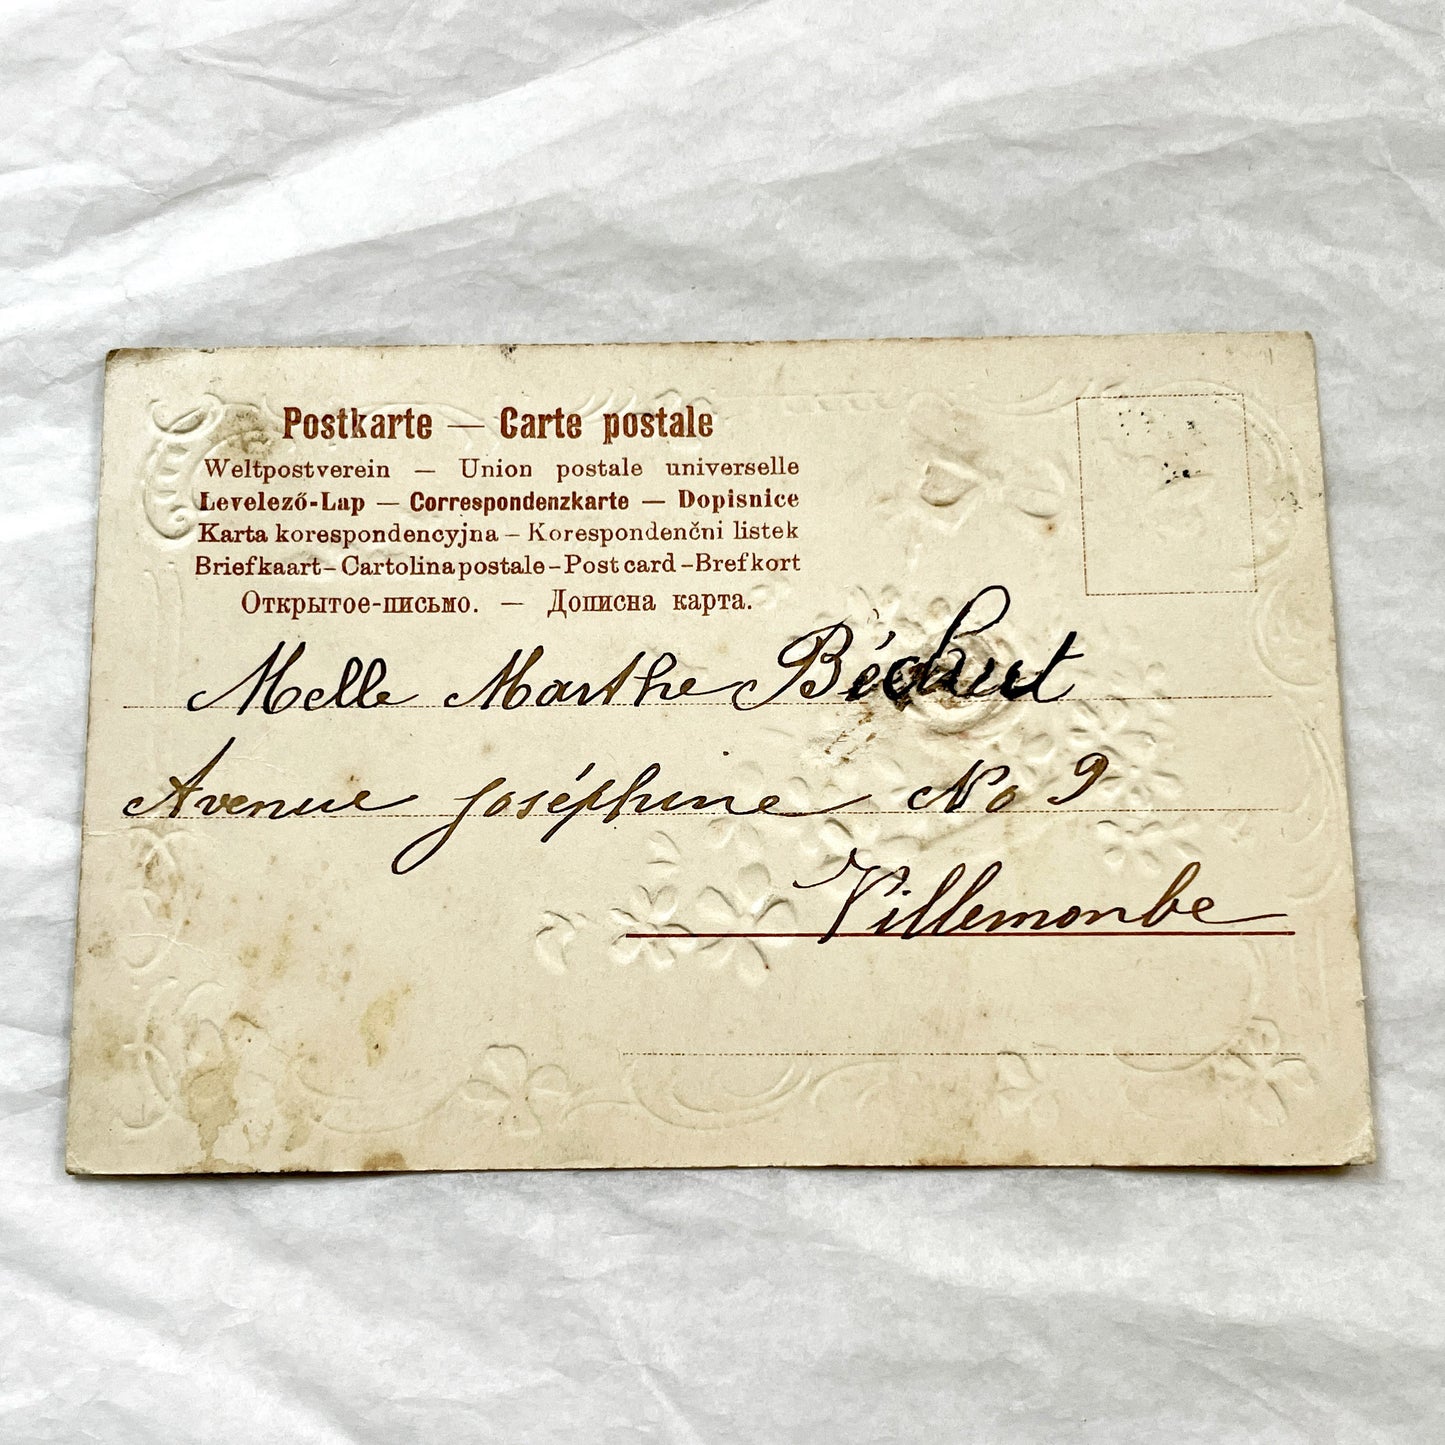 Postkarte — Carte postale
Weltpostverein — Union postale universelle
Levelező-Lap — Correspondenzkarte — Dopisnice
Karta korespondencyjna – Korespondenčni listek
Briefkaart – Cartolina postale – Post card – Brefkort
Открытое-письмо. — Дописна карта.
Melle Marthe Béchut
Avenue Joséphine No 9
Villemonbe